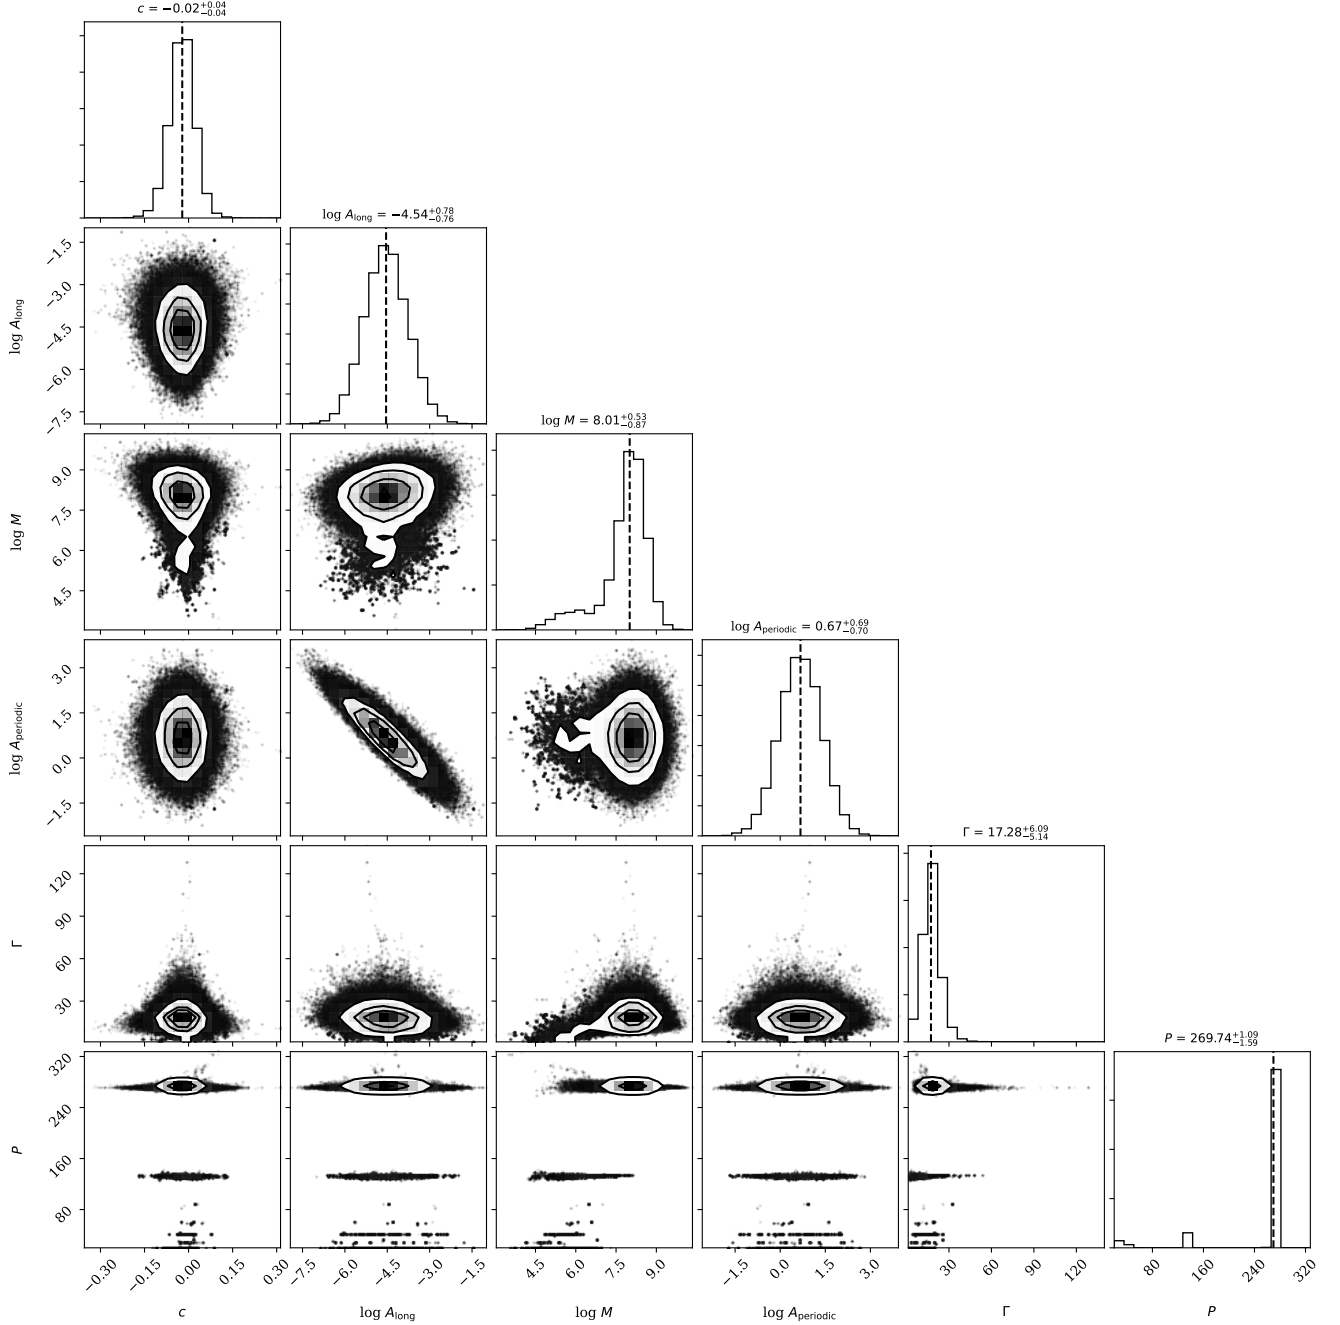 c = −0.02+0.04−0.04
log Along = −4.54+0.78−0.76
−1.5
−3.0
−4.5
−6.0
−7.5
log Along
log M = 8.01+0.53−0.87
9.0
7.5
6.0
4.5
log M
log Aperiodic = 0.67+0.69−0.70
3.0
1.5
0.0
−1.5
log Aperiodic
Γ = 17.28+6.09−5.14
120
90
60
30
Γ
P = 269.74+1.09−1.59
320
240
160
80
P
−0.30 −0.15 0.00 0.15 0.30
−7.5 −6.0 −4.5 −3.0 −1.5
4.5 6.0 7.5 9.0
−1.5 0.0 1.5 3.0
30 60 90 120
80 160 240 320
c log Along log M log Aperiodic Γ P